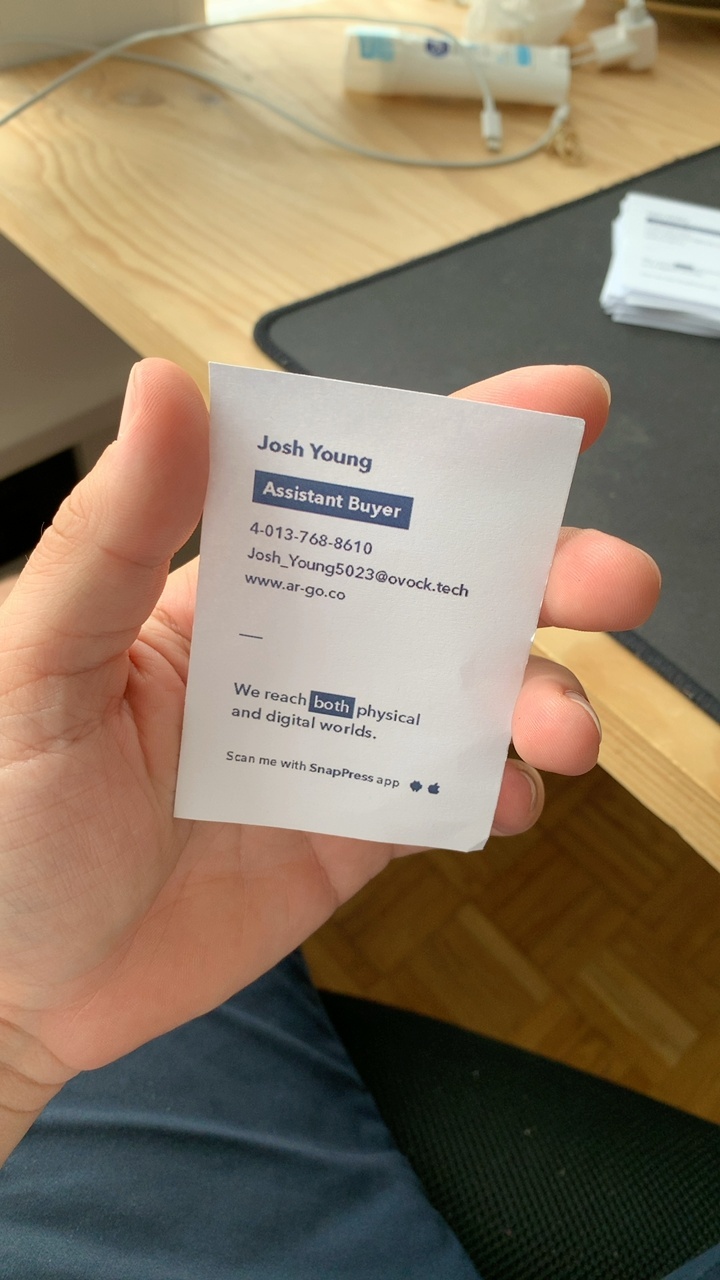 Josh Young
Assistant Buyer
4-013-768-8610
Josh_Young5023@ovock.tech
www.ar-go.co
We reach both physical
and digital worlds.
Scan me with SnapPress app